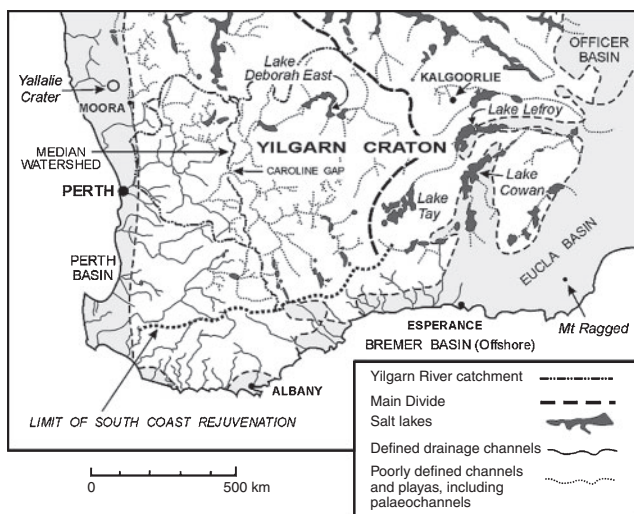 OFFICER
BASIN
Lake
Deborah East
Yallalie
Crater
KALGOORLIE
MOORA
Lake Lefroy
MEDIAN
WATERSHED
YILGARN CRATON
CAROLINE GAP
PERTH
Lake
Cowan
Lake
Tay
PERTH
BASIN
EUCLA BASIN
ESPERANCE
Mt Ragged
BREMER BASIN (Offshore)
ALBANY
LIMIT OF SOUTH COAST REJUVENATION
Yilgarn River catchment
Main Divide
Salt lakes
Defined drainage channels
Poorly defined channels
and playas, including
palaeochannels
0 500 km